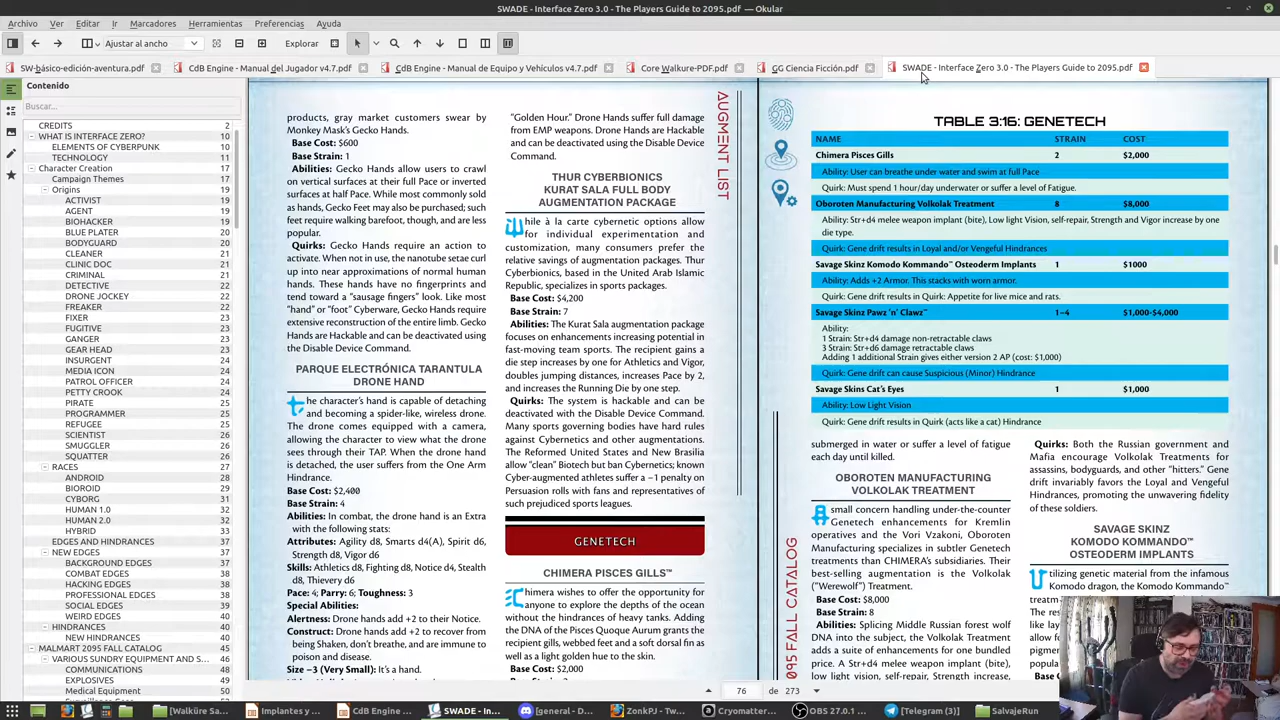 SWADE - Interface Zero 3.0 - The Players Guide to 2095.pdf — Okular
Archivo Ver Editar Ir Marcadores Herramientas Preferencias Ayuda
Ajustar al ancho Explorar
SW-básico-edición-aventura.pdf
CdB Engine - Manual del Jugador v4.7.pdf
CdB Engine - Manual de Equipo y Vehículos v4.7.pdf
Core Walkure-PDF.pdf
GG Ciencia Ficción.pdf
SWADE - Interface Zero 3.0 - The Players Guide to 2095.pdf
Contenido
Buscar...
CREDITS 2
WHAT IS INTERFACE ZERO? 10
ELEMENTS OF CYBERPUNK 10
TECHNOLOGY 11
Character Creation 17
Campaign Themes 17
Origins 19
ACTIVIST 19
AGENT 19
BIOHACKER 19
BLUE PLATER 20
BODYGUARD 20
CLEANER 21
CLINIC DOC 21
CRIMINAL 21
DETECTIVE 22
DRONE JOCKEY 22
FREAKER 22
FIXER 23
FUGITIVE 23
GANGER 23
GEAR HEAD 23
INSURGENT 24
MEDIA ICON 24
PATROL OFFICER 24
PETTY CROOK 24
PIRATE 25
PROGRAMMER 25
REFUGEE 25
SCIENTIST 26
SMUGGLER 26
SQUATTER 26
RACES 27
ANDROID 28
BIOROID 29
CYBORG 31
HUMAN 1.0 32
HUMAN 2.0 32
HYBRID 33
EDGES AND HINDRANCES 37
NEW EDGES 37
BACKGROUND EDGES 37
COMBAT EDGES 38
HACKING EDGES 38
PROFESSIONAL EDGES 38
SOCIAL EDGES 39
WEIRD EDGES 40
HINDRANCES 40
NEW HINDRANCES 40
MALMART 2095 FALL CATALOG 46
VARIOUS SUNDRY EQUIPMENT AND S... 46
COMMUNICATIONS 48
EXPLOSIVES 49
Medical Equipment 50
products, gray market customers swear by
Monkey Mask's Gecko Hands.
Base Cost: $600
Base Strain: 1
Abilities: Gecko Hands allow users to crawl
on vertical surfaces at their full Pace or inverted
surfaces at half Pace. While most commonly sold
as hands, Gecko Feet may also be purchased; such
feet require walking barefoot, though, and are less
popular.
Quirks: Gecko Hands require an action to
activate. When not in use, the nanotube setae curl
up into near approximations of normal human
hands. These hands have no fingerprints and
tend toward a "sausage fingers" look. Like most
"hand" or "foot" Cyberware, Gecko Hands require
extensive reconstruction of the entire limb. Gecko
Hands are Hackable and can be deactivated using
the Disable Device Command.
PARQUE ELECTRÓNICA TARANTULA
DRONE HAND
the character's hand is capable of detaching
and becoming a spider-like, wireless drone.
The drone comes equipped with a camera,
allowing the character to view what the drone
sees through their TAP. When the drone hand
is detached, the user suffers from the One Arm
Hindrance.
Base Cost: $2,400
Base Strain: 4
Abilities: In combat, the drone hand is an Extra
with the following stats:
Attributes: Agility d8, Smarts d4(A), Spirit d6,
Strength d8, Vigor d6
Skills: Athletics d8, Fighting d8, Notice d4, Stealth
d8, Thievery d6
Pace: 4; Parry: 6; Toughness: 3
Special Abilities:
Alertness: Drone hands add +2 to their Notice.
Construct: Drone hands add +2 to recover from
being Shaken, don't breathe, and are immune to
poison and disease.
Size −3 (Very Small): It's a hand.
"Golden Hour." Drone Hands suffer full damage
from EMP weapons. Drone Hands are Hackable
and can be deactivated by the Disable Device
Command.
THUR CYBERBIONICS
KURAT SALA FULL BODY
AUGMENTATION PACKAGE
While à la carte cybernetic options allow
for individual experimentation and
customization, many consumers prefer the
relative savings of augmentation packages. Thur
Cyberbionics, based in the United Arab Islamic
Republic, specializes in sports packages.
Base Cost: $4,200
Base Strain: 7
Abilities: The Kurat Sala augmentation package
focuses on enhancements increasing potential in
fast-moving team sports. The recipient gains a
die step increases by one for Athletics and Vigor,
doubles jumping distances, increases Pace by 2,
and increases the Running Die by one step.
Quirks: The system is hackable and can be
deactivated with the Disable Device Command.
Many sports governing bodies have hard rules
against Cybernetics and other augmentations.
The Reformed United States and New Brasilia
allow "clean" Biotech but ban Cybernetics; known
Cyber-augmented athletes suffer a −1 penalty on
Persuasion rolls with fans and representatives of
such prejudiced sports leagues.
GENETECH
CHIMERA PISCES GILLS™
Chimera wishes to offer the opportunity for
anyone to explore the depths of the ocean
without the hindrances of heavy tanks. Adding
the DNA of the Pisces Quoque Aurum grants the
recipient gills, webbed feet and a soft dorsal fin as
well as a light golden hue to the skin.
Base Cost: $2,000
AUGMENT LIST
TABLE 3:16: GENETECH
NAME STRAIN COST
Chimera Pisces Gills 2 $2,000
Ability: User can breathe under water and swim at full Pace
Quirk: Must spend 1 hour/day underwater or suffer a Level of Fatigue.
Oboroten Manufacturing Volkolak Treatment 8 $8,000
Ability: Str+d4 melee weapon implant (bite), Low light Vision, self-repair, Strength and Vigor increase by one
die type.
Quirk: Gene drift results in Loyal and/or Vengeful Hindrances
Savage Skinz Komodo Kommando™ Osteoderm Implants 1 $1000
Ability: Adds +2 Armor. This stacks with worn armor.
Quirk: Gene drift results in Quirk: Appetite for live mice and rats.
Savage Skinz Pawz 'n' Clawz™ 1–4 $1,000-$4,000
Ability:
1 Strain: Str+d4 damage non-retractable claws
3 Strain: Str+d6 damage retractable claws
Adding 1 additional Strain gives either version 2 AP (cost: $1,000)
Quirk: Gene drift can cause Suspicious (Minor) Hindrance
Savage Skins Cat's Eyes 1 $1,000
Ability: Low Light Vision
Quirk: Gene drift results in Quirk (acts like a cat) Hindrance
submerged in water or suffer a level of fatigue
each day until killed.
OBOROTEN MANUFACTURING
VOLKOLAK TREATMENT
A small concern handling under-the-counter
Genetech enhancements for Kremlin
operatives and the Vori Vzakoni, Oboroten
Manufacturing specializes in subtler Genetech
treatments than CHIMERA's subsidiaries. Their
best-selling augmentation is the Volkolak
("Werewolf") Treatment.
Base Cost: $8,000
Base Strain: 8
Abilities: Splicing Middle Russian forest wolf
DNA into the subject, the Volkolak Treatment
adds a suite of enhancements for one bundled
price. A Str+d4 melee weapon implant (bite),
low light vision, self-repair, Strength increase,
Quirks: Both the Russian government and
Mafia encourage Volkolak Treatments for
assassins, bodyguards, and other "hitters." Gene
drift invariably favors the Loyal and Vengeful
Hindrances, promoting the unwavering fidelity
of these soldiers.
SAVAGE SKINZ
KOMODO KOMMANDO™
OSTEODERM IMPLANTS
Utilizing genetic material from the infamous
Komodo dragon, the Komodo Kommando™
095 FALL CATALOG
76 de 273
[Walküre Sa...
Implantes y ...
CdB Engine ...
SWADE - In...
[general - D...
ZonkPJ - Tw...
Cryomatter...
OBS 27.0.1 ...
[Telegram (3)]
SalvajeRun